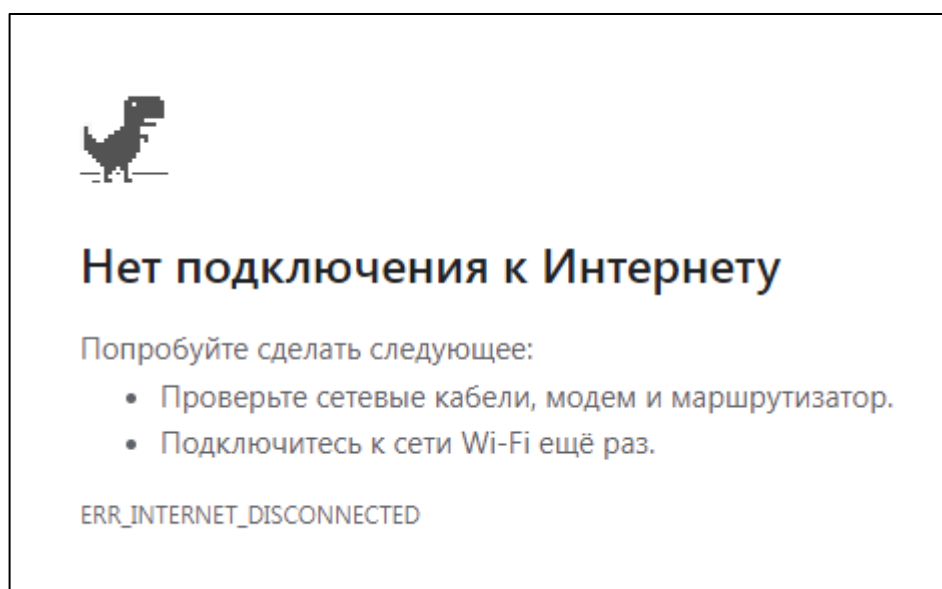 Нет подключения к Интернету
Попробуйте сделать следующее:
• Проверьте сетевые кабели, модем и маршрутизатор.
• Подключитесь к сети Wi-Fi ещё раз.
ERR_INTERNET_DISCONNECTED